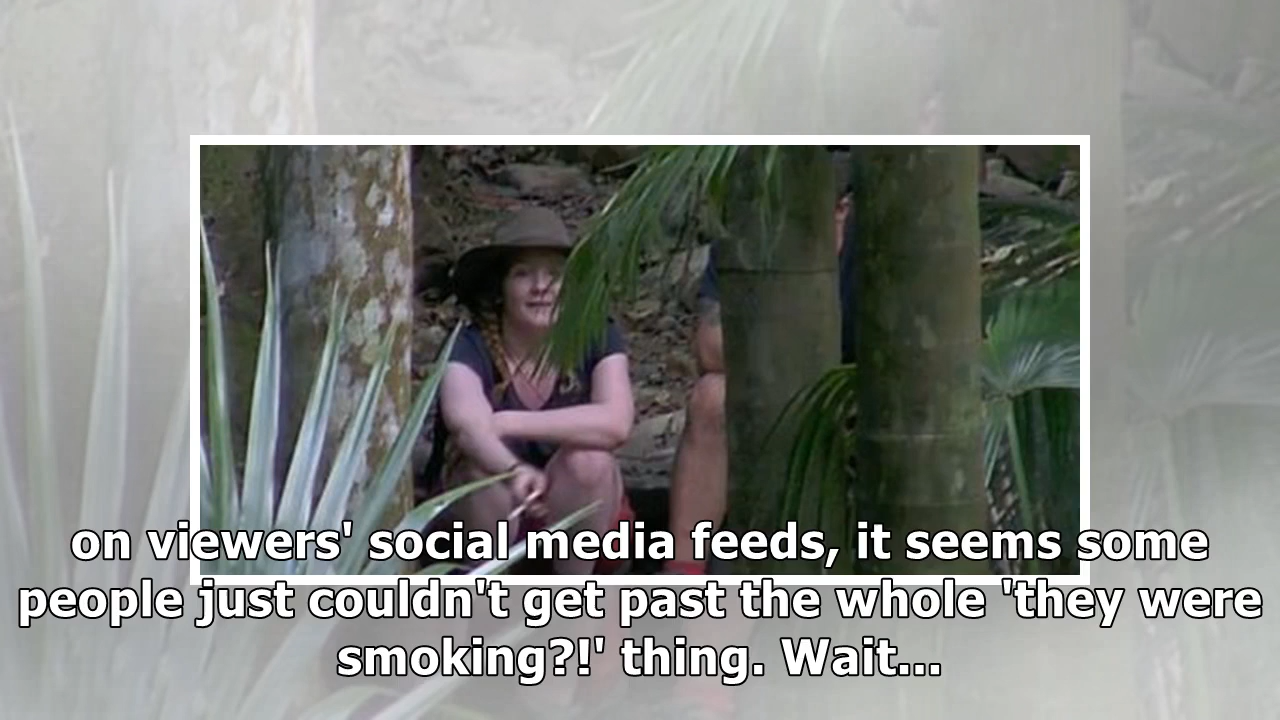 on viewers' social media feeds, it seems some
people just couldn't get past the whole 'they were
smoking?!' thing. Wait...